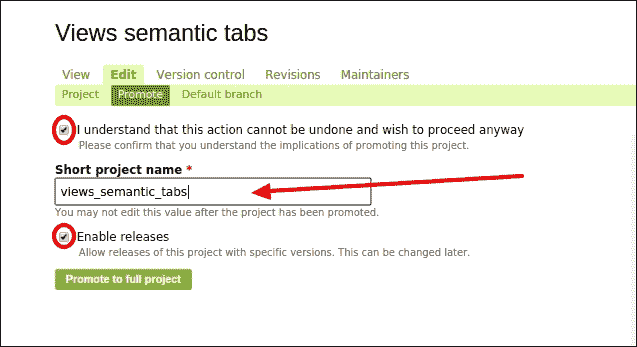 Views semantic tabs
View Edit Version control Revisions Maintainers
Project Promote Default branch
I understand that this action cannot be undone and wish to proceed anyway
Please confirm that you understand the implications of promoting this project.
Short project name *
views_semantic_tabs
You may not edit this value after the project has been promoted.
Enable releases
Allow releases of this project with specific versions. This can be changed later.
Promote to full project